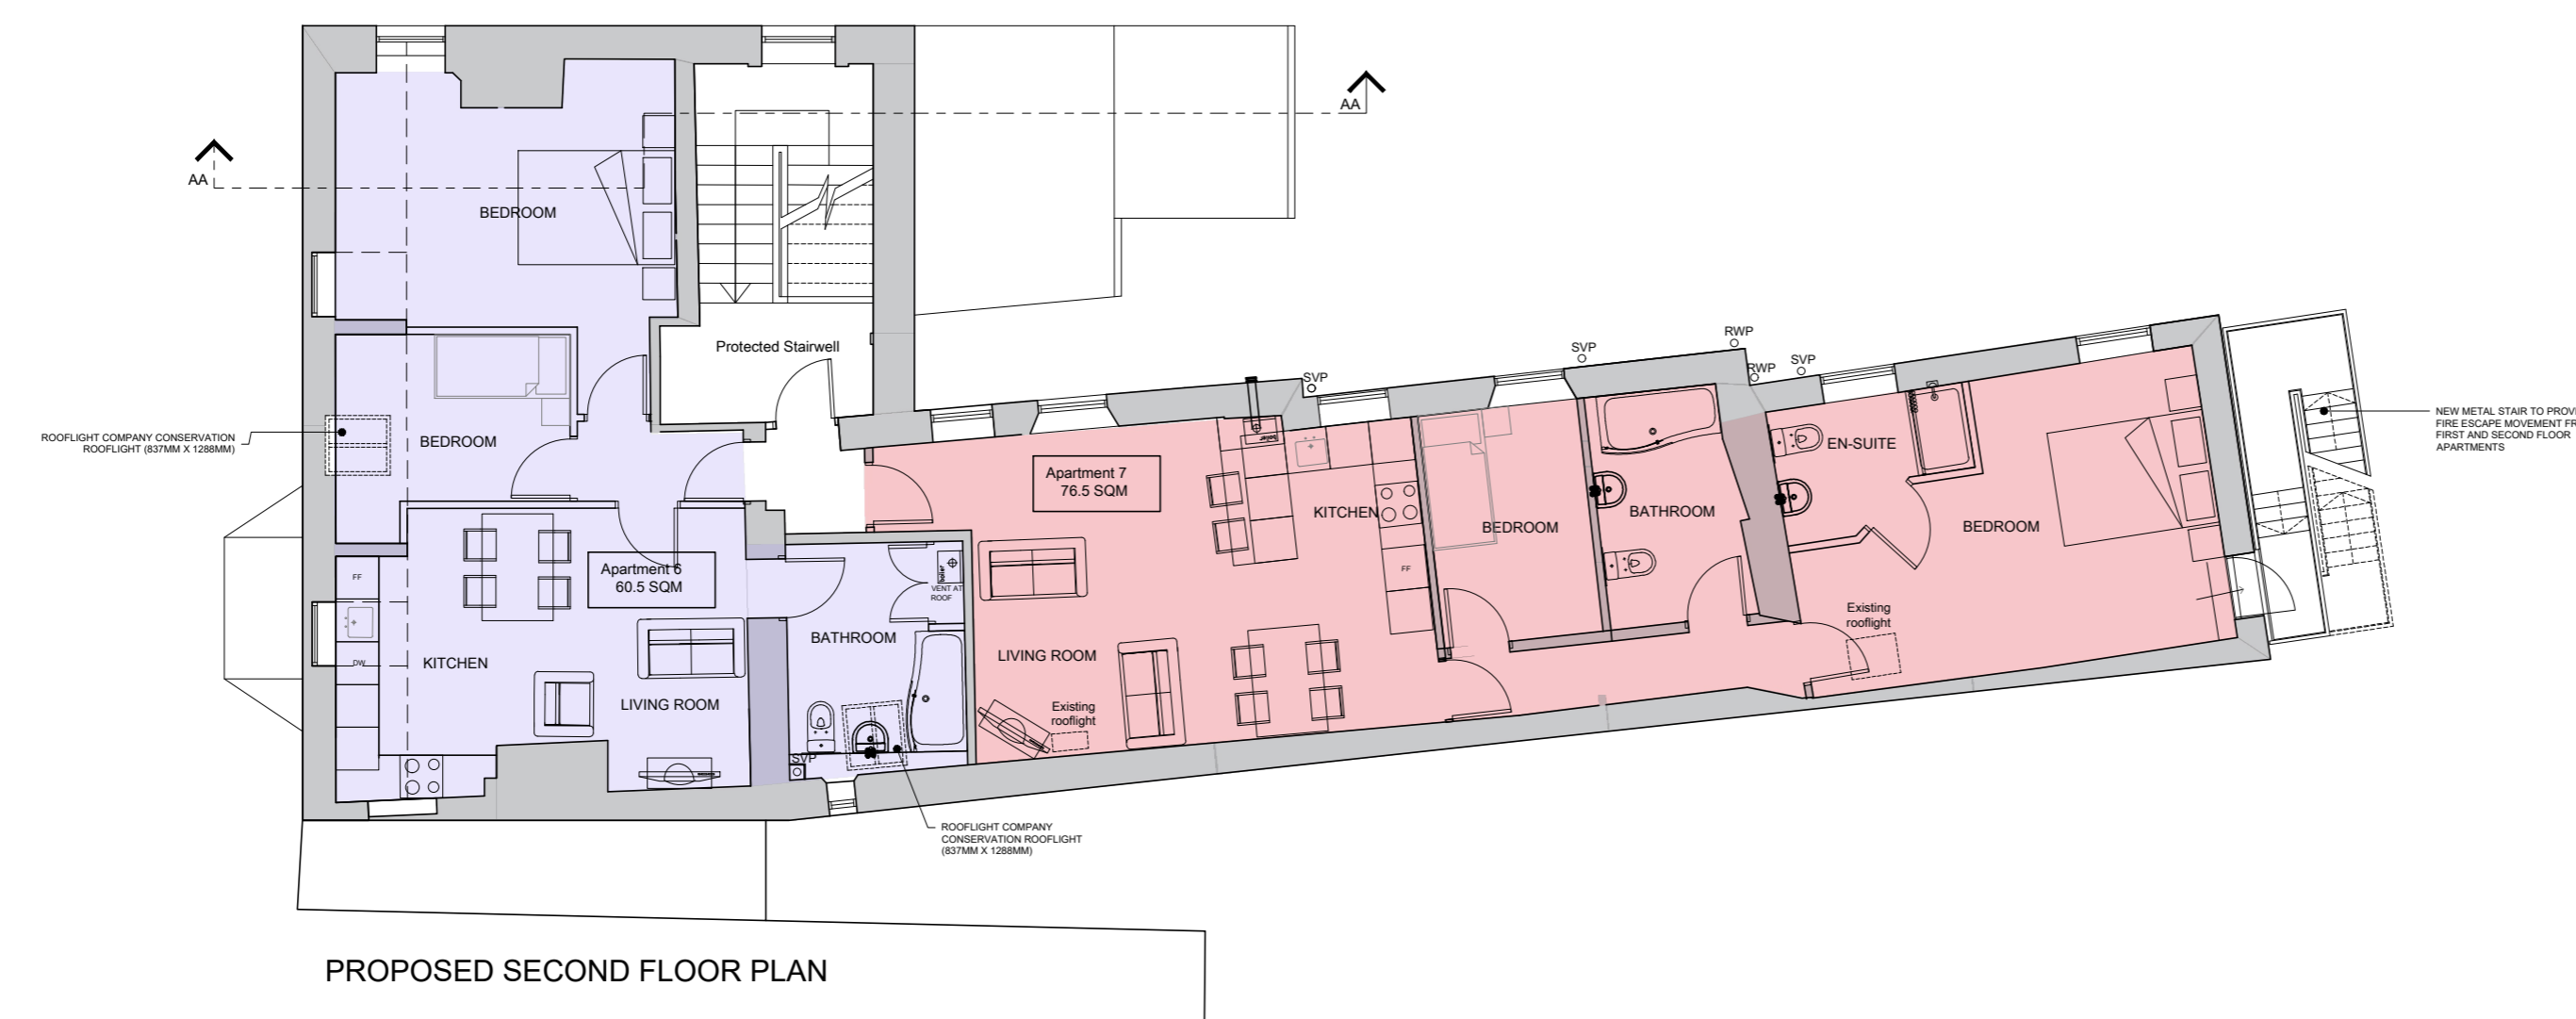 AA
AA
BEDROOM
Protected Stairwell
ROOFLIGHT COMPANY CONSERVATION
ROOFLIGHT (837MM X 1288MM)
BEDROOM
Apartment 6
60.5 SQM
FF
DW
KITCHEN
LIVING ROOM
BATHROOM
boiler
VENT AT
ROOF
SVP
ROOFLIGHT COMPANY
CONSERVATION ROOFLIGHT
(837MM X 1288MM)
Apartment 7
76.5 SQM
LIVING ROOM
Existing
rooflight
boiler
KITCHEN
FF
SVP
SVP
RWP
RWP
SVP
BEDROOM
BATHROOM
EN-SUITE
BEDROOM
Existing
rooflight
NEW METAL STAIR TO PROV
FIRE ESCAPE MOVEMENT FR
FIRST AND SECOND FLOOR
APARTMENTS
PROPOSED SECOND FLOOR PLAN